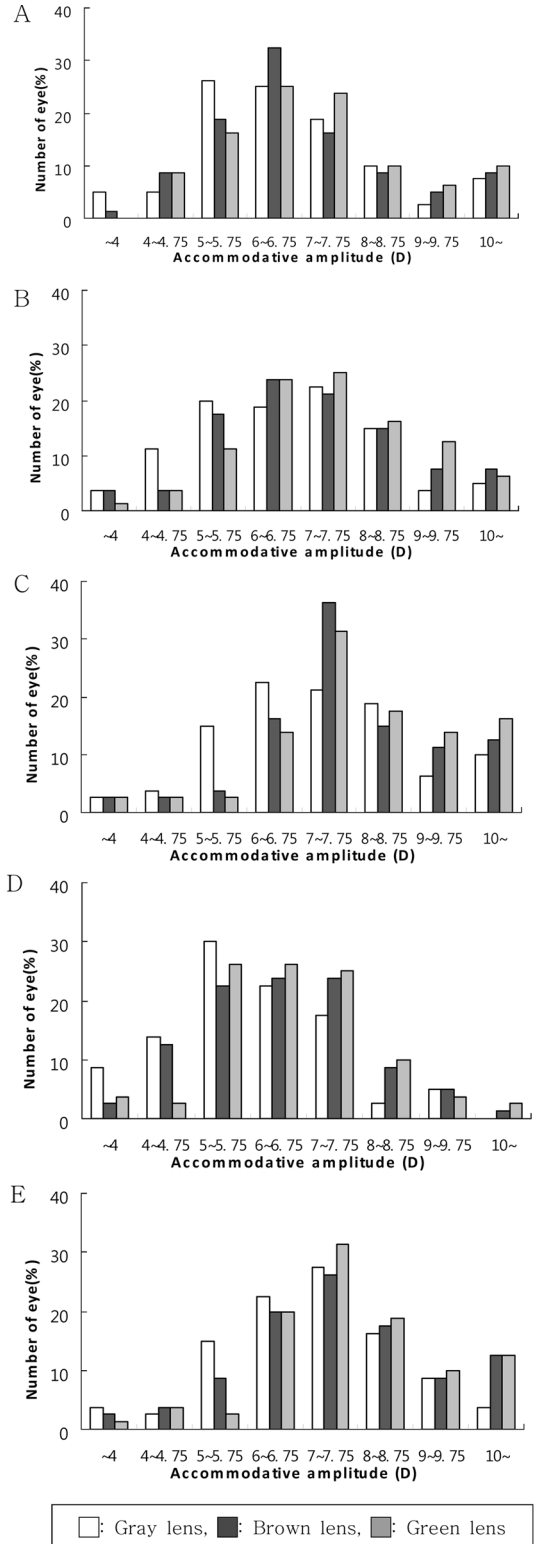 A
40
30
20
10
0
Number of eye(%)
~4 4~4. 75 5~5. 75 6~6. 75 7~7. 75 8~8. 75 9~9. 75 10~
Accommodative amplitude (D)
B
40
30
20
10
0
Number of eye(%)
~4 4~4. 75 5~5. 75 6~6. 75 7~7. 75 8~8. 75 9~9. 75 10~
Accommodative amplitude (D)
C
40
30
20
10
0
Number of eye(%)
~4 4~4. 75 5~5. 75 6~6. 75 7~7. 75 8~8. 75 9~9. 75 10~
Accommodative amplitude (D)
D
40
30
20
10
0
Number of eye(%)
~4 4~4. 75 5~5. 75 6~6. 75 7~7. 75 8~8. 75 9~9. 75 10~
Accommodative amplitude (D)
E
40
30
20
10
0
Number of eye(%)
~4 4~4. 75 5~5. 75 6~6. 75 7~7. 75 8~8. 75 9~9. 75 10~
Accommodative amplitude (D)
: Gray lens, : Brown lens, : Green lens